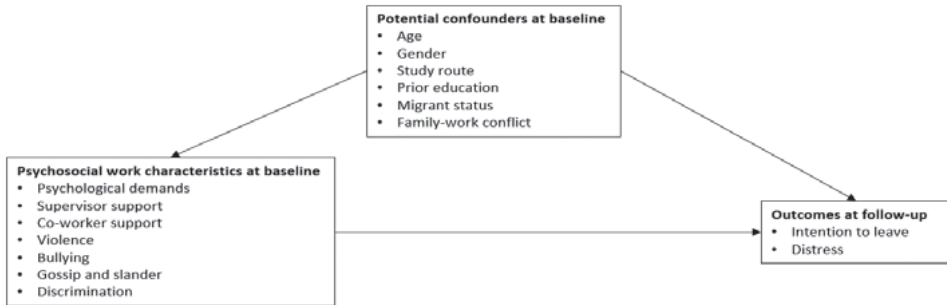 Potential confounders at baseline
• Age
• Gender
• Study route
• Prior education
• Migrant status
• Family-work conflict
Psychosocial work characteristics at baseline
• Psychological demands
• Supervisor support
• Co-worker support
• Violence
• Bullying
• Gossip and slander
• Discrimination
Outcomes at follow-up
• Intention to leave
• Distress